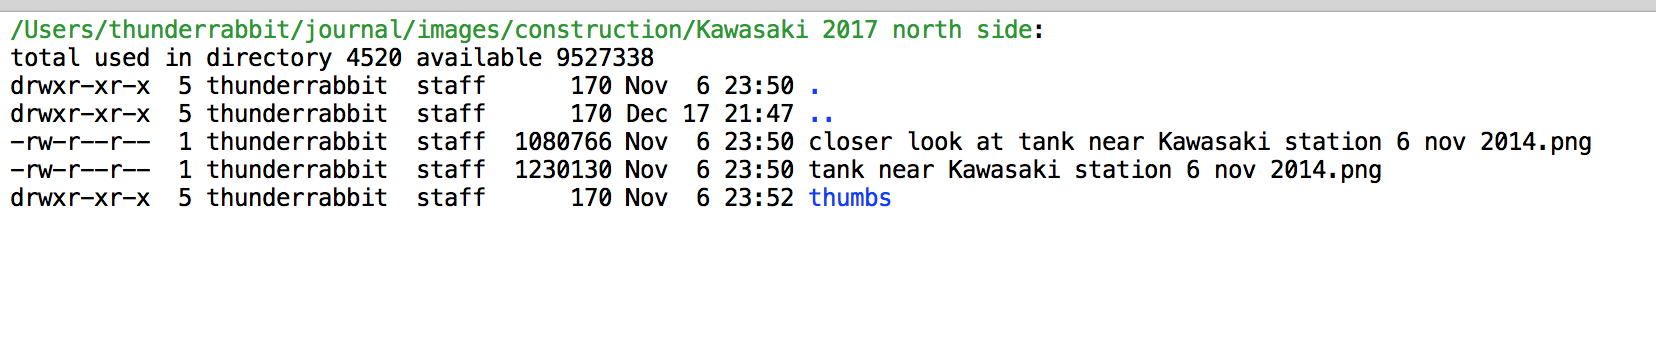 /Users/thunderrabbit/journal/images/construction/Kawasaki 2017 north side:
total used in directory 4520 available 9527338
drwxr-xr-x  5 thunderrabbit  staff      170 Nov  6 23:50 .
drwxr-xr-x  5 thunderrabbit  staff      170 Dec 17 21:47 ..
-rw-r--r--  1 thunderrabbit  staff  1080766 Nov  6 23:50 closer look at tank near Kawasaki station 6 nov 2014.png
-rw-r--r--  1 thunderrabbit  staff  1230130 Nov  6 23:50 tank near Kawasaki station 6 nov 2014.png
drwxr-xr-x  5 thunderrabbit  staff      170 Nov  6 23:52 thumbs